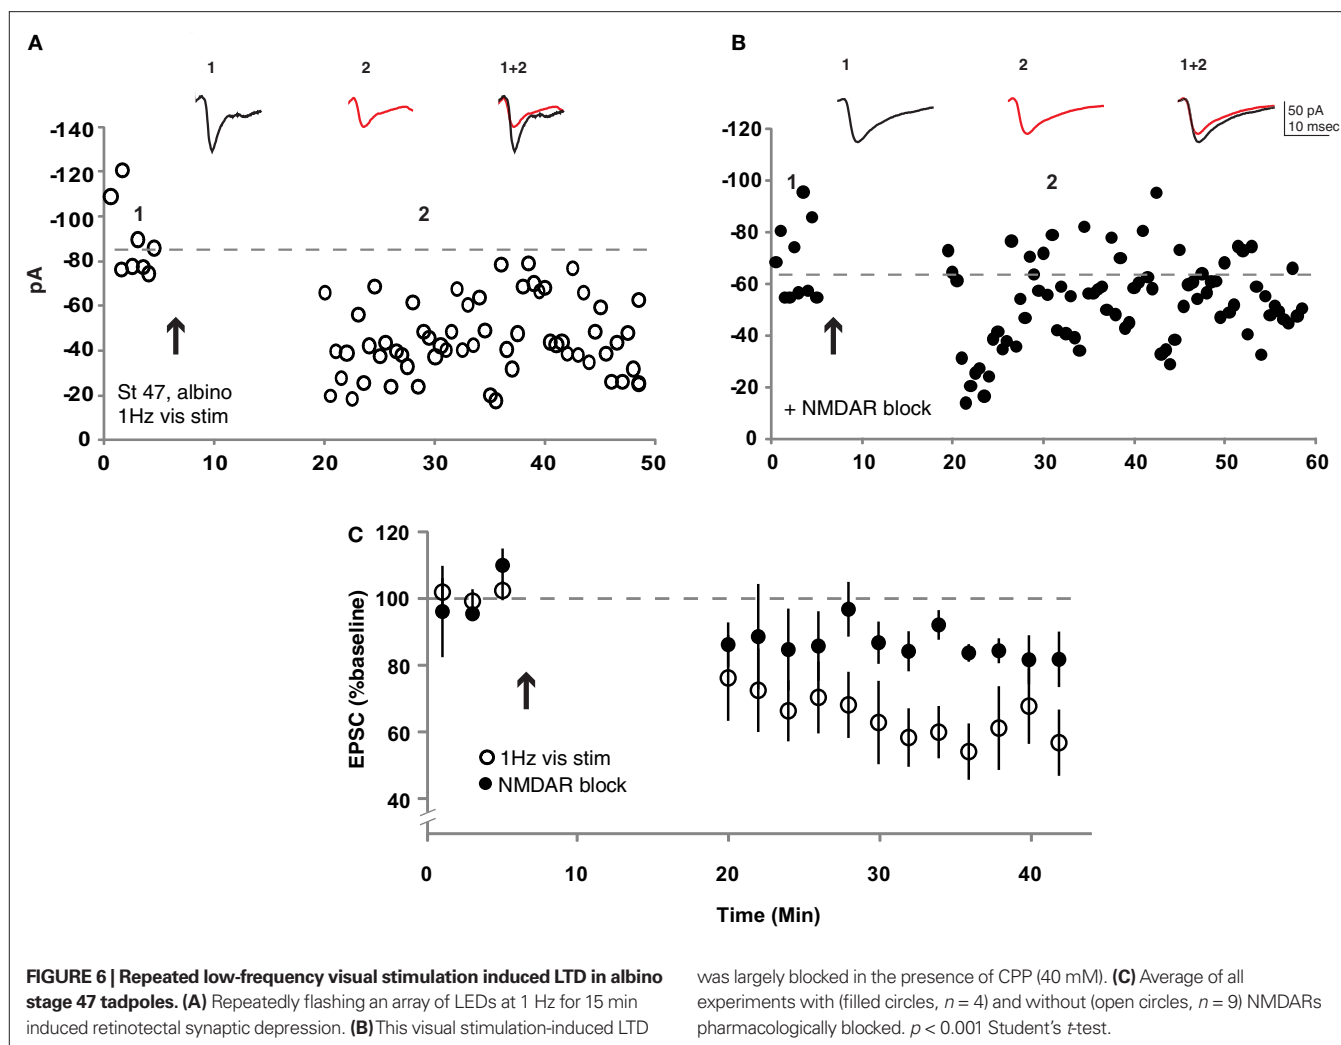 A
B
1
2
1+2
1
2
1+2
50 pA
10 msec
-140
-120
-100
-80
-60
-40
-20
0
pA
1
2
St 47, albino
1Hz vis stim
0
10
20
30
40
50
-120
-100
-80
-60
-40
-20
0
1
2
+ NMDAR block
0
10
20
30
40
50
60
C
120
100
80
60
40
EPSC (%baseline)
1Hz vis stim
NMDAR block
0
10
20
30
40
Time (Min)
FIGURE 6 | Repeated low-frequency visual stimulation induced LTD in albino
stage 47 tadpoles. (A) Repeatedly flashing an array of LEDs at 1 Hz for 15 min
induced retinotectal synaptic depression. (B) This visual stimulation-induced LTD
was largely blocked in the presence of CPP (40 mM). (C) Average of all
experiments with (filled circles, n = 4) and without (open circles, n = 9) NMDARs
pharmacologically blocked. p < 0.001 Student's t-test.